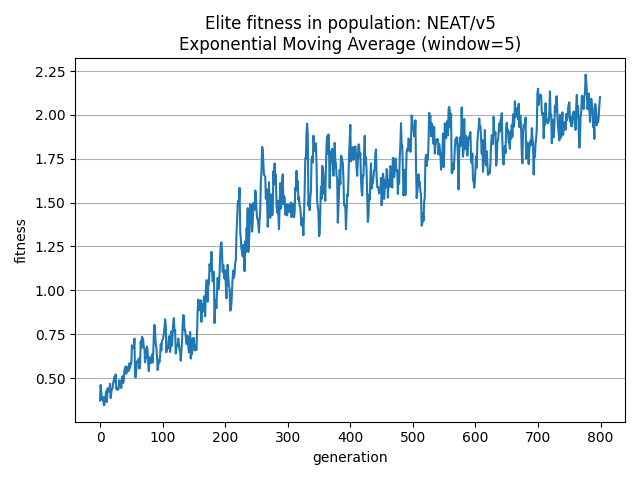 Elite fitness in population: NEAT/v5
Exponential Moving Average (window=5)
2.25
2.00
1.75
1.50
1.25
1.00
0.75
0.50
fitness
0 100 200 300 400 500 600 700 800
generation